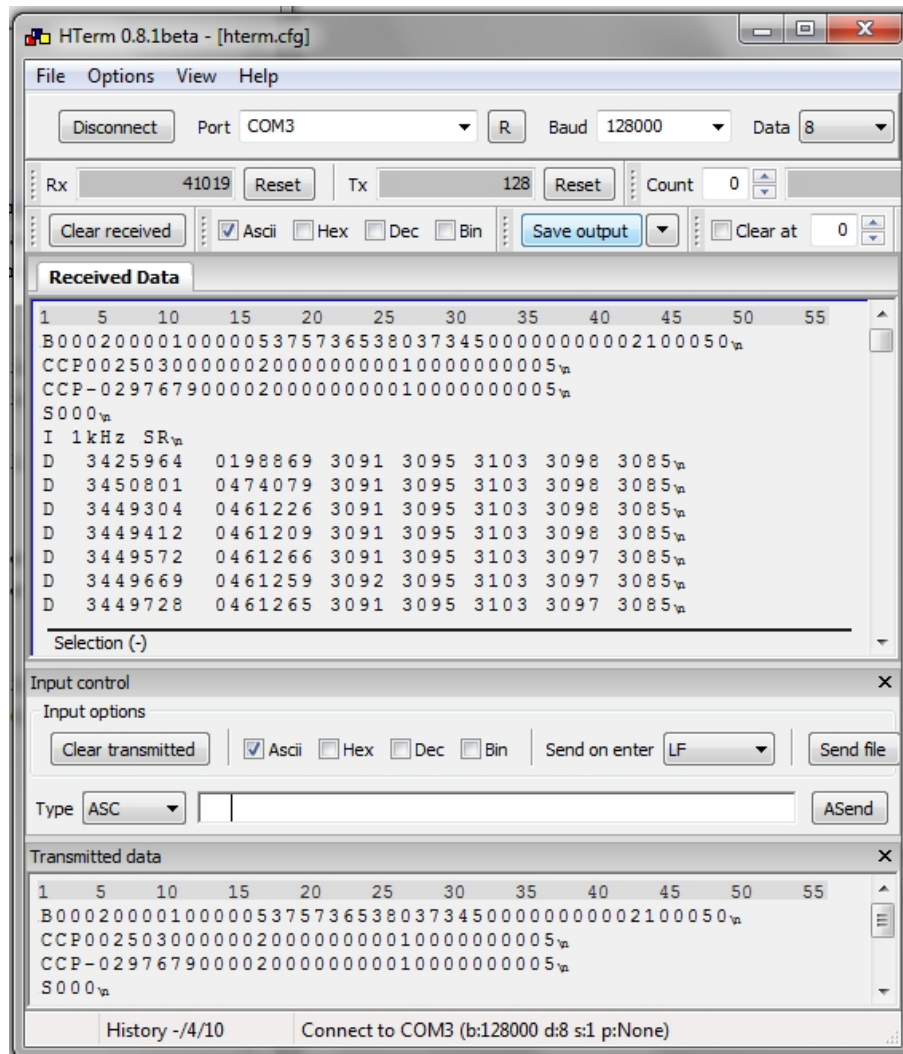 HTerm 0.8.1beta - [hterm.cfg]
File Options View Help
Disconnect Port COM3 R Baud 128000 Data 8
Rx 41019 Reset Tx 128 Reset Count 0
Clear received Ascii Hex Dec Bin Save output Clear at 0
Received Data
1 5 10 15 20 25 30 35 40 45 50 55
B000200001000005375736538037345000000000002100050\n
CCP00250300000020000000001000000000005\n
CCP-0297679000020000000000100000000005\n
S000\n
I 1kHz SR\n
D 3425964 0198869 3091 3095 3103 3098 3085\n
D 3450801 0474079 3091 3095 3103 3098 3085\n
D 3449304 0461226 3091 3095 3103 3098 3085\n
D 3449412 0461209 3091 3095 3103 3098 3085\n
D 3449572 0461266 3091 3095 3103 3097 3085\n
D 3449669 0461259 3092 3095 3103 3097 3085\n
D 3449728 0461265 3091 3095 3103 3097 3085\n
Selection (-)
Input control
Input options
Clear transmitted Ascii Hex Dec Bin Send on enter LF Send file
Type ASC ASend
Transmitted data
1 5 10 15 20 25 30 35 40 45 50 55
B000200001000005375736538037345000000000002100050\n
CCP00250300000020000000001000000000005\n
CCP-0297679000020000000000100000000005\n
S000\n
History -/4/10 Connect to COM3 (b:128000 d:8 s:1 p:None)